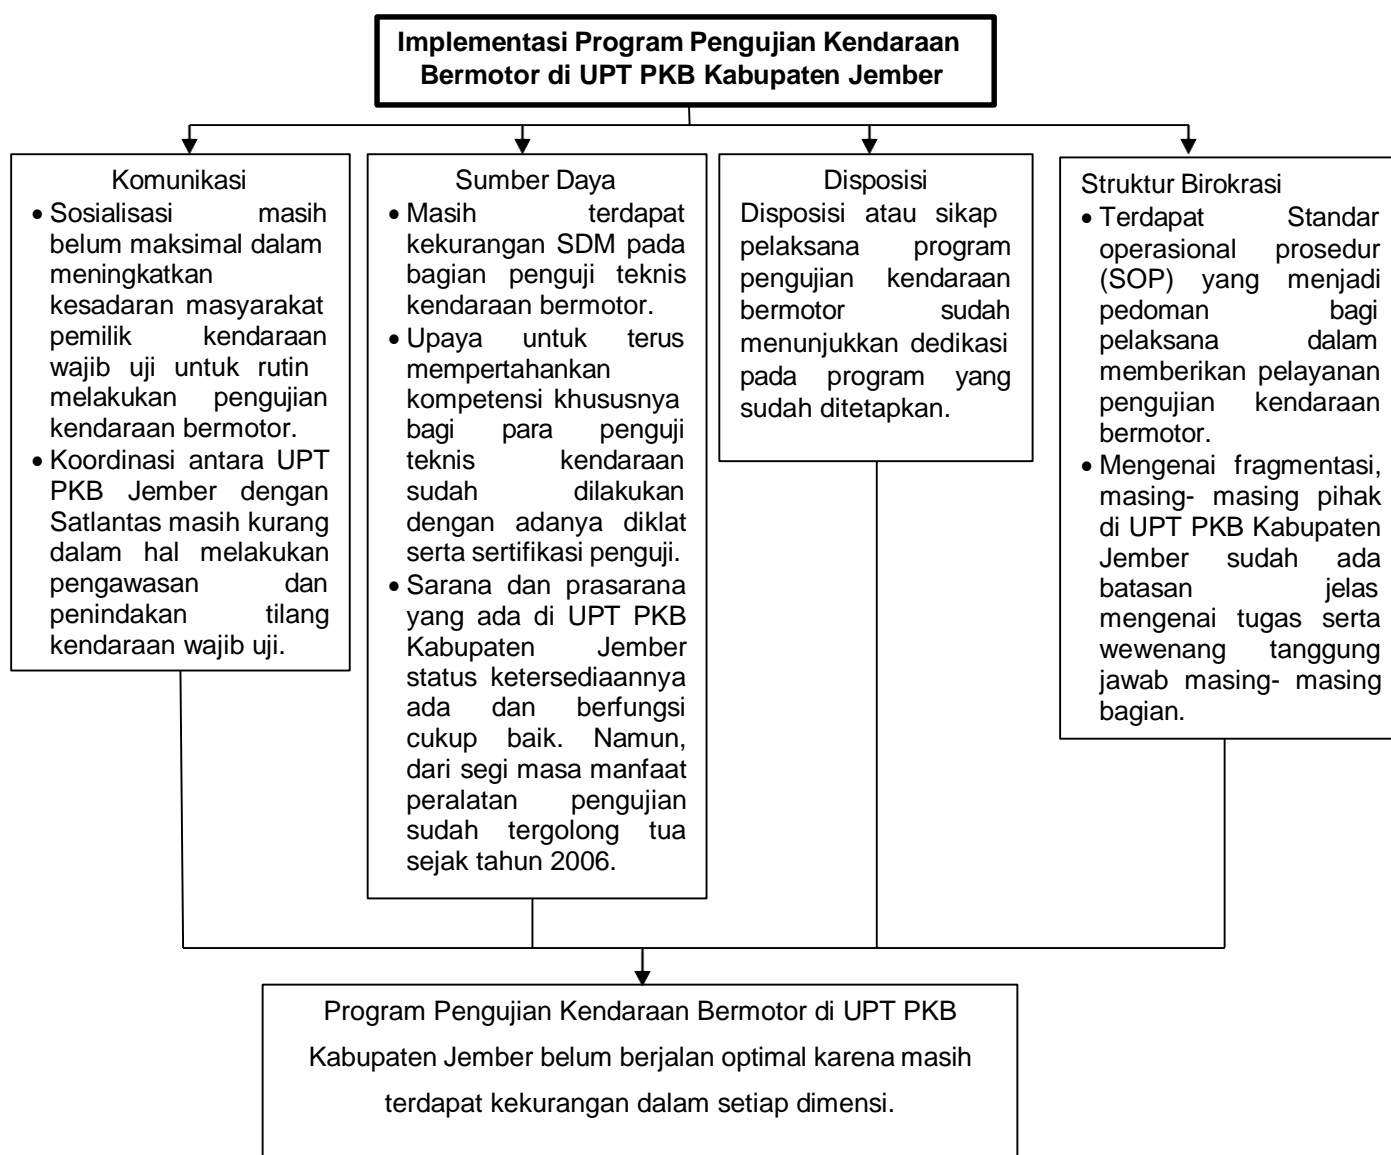 Implementasi Program Pengujian Kendaraan
Bermotor di UPT PKB Kabupaten Jember
Komunikasi
• Sosialisasi masih
belum maksimal dalam
meningkatkan
kesadaran masyarakat
pemilik kendaraan
wajib uji untuk rutin
melakukan pengujian
kendaraan bermotor.
• Koordinasi antara UPT
PKB Jember dengan
Satlantas masih kurang
dalam hal melakukan
pengawasan dan
penindakan tilang
kendaraan wajib uji.
Sumber Daya
• Masih terdapat
kekurangan SDM pada
bagian penguji teknis
kendaraan bermotor.
• Upaya untuk terus
mempertahankan
kompetensi khususnya
bagi para penguji
teknis kendaraan
sudah dilakukan
dengan adanya diklat
serta sertifikasi penguji.
• Sarana dan prasarana
yang ada di UPT PKB
Kabupaten Jember
status ketersediaannya
ada dan berfungsi
cukup baik. Namun,
dari segi masa manfaat
peralatan pengujian
sudah tergolong tua
sejak tahun 2006.
Disposisi
Disposisi atau sikap
pelaksana program
pengujian kendaraan
bermotor sudah
menunjukkan dedikasi
pada program yang
sudah ditetapkan.
Struktur Birokrasi
• Terdapat Standar
operasional prosedur
(SOP) yang menjadi
pedoman bagi
pelaksana dalam
memberikan pelayanan
pengujian kendaraan
bermotor.
• Mengenai fragmentasi,
masing- masing pihak
di UPT PKB Kabupaten
Jember sudah ada
batasan jelas
mengenai tugas serta
wewenang tanggung
jawab masing- masing
bagian.
Program Pengujian Kendaraan Bermotor di UPT PKB
Kabupaten Jember belum berjalan optimal karena masih
terdapat kekurangan dalam setiap dimensi.